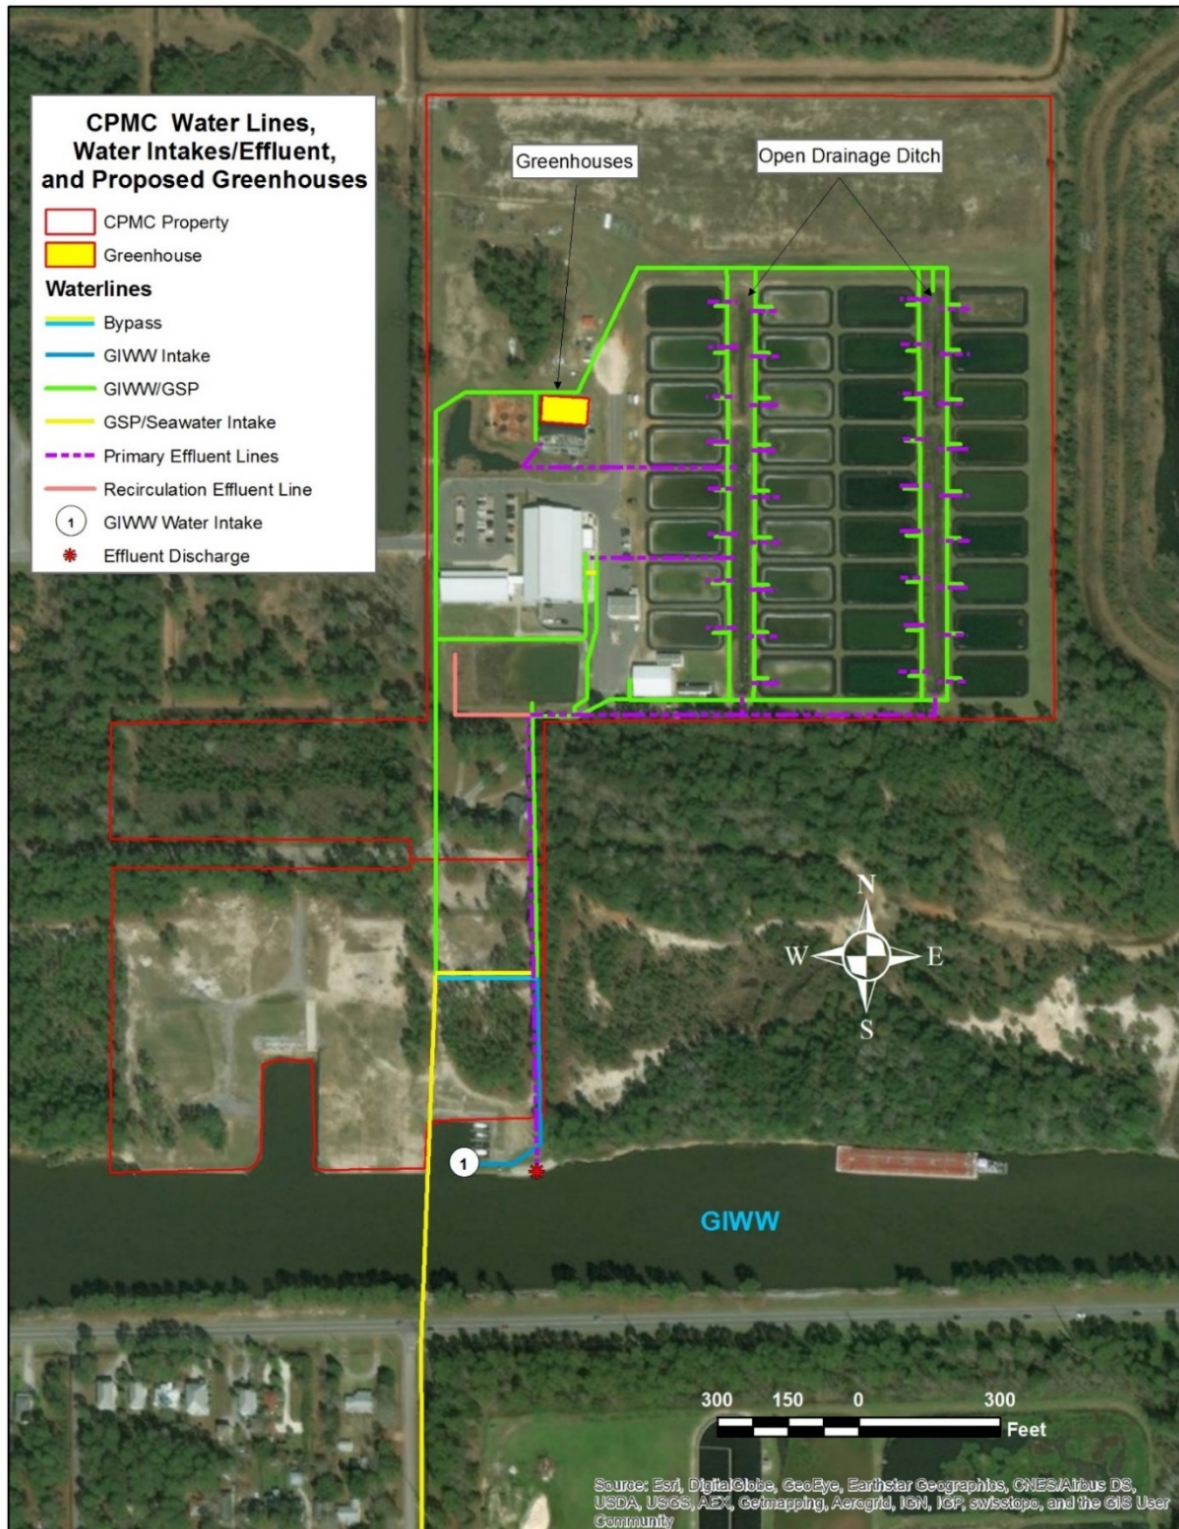 CPMC Water Lines,
Water Intakes/Effluent,
and Proposed Greenhouses
CPMC Property
Greenhouse
Waterlines
Bypass
GIWW Intake
GIWW/GSP
GSP/Seawater Intake
Primary Effluent Lines
Recirculation Effluent Line
1 GIWW Water Intake
Effluent Discharge
Greenhouses
Open Drainage Ditch
N
W E
S
1
GIWW
300 150 0 300
Feet
Source: Esri, DigitalGlobe, GeoEye, Earthstar Geographics, CNES/Airbus DS,
USDA, USGS, AEX, Getmapping, Aerogrid, IGN, IGP, swisstopo, and the GIS User
Community